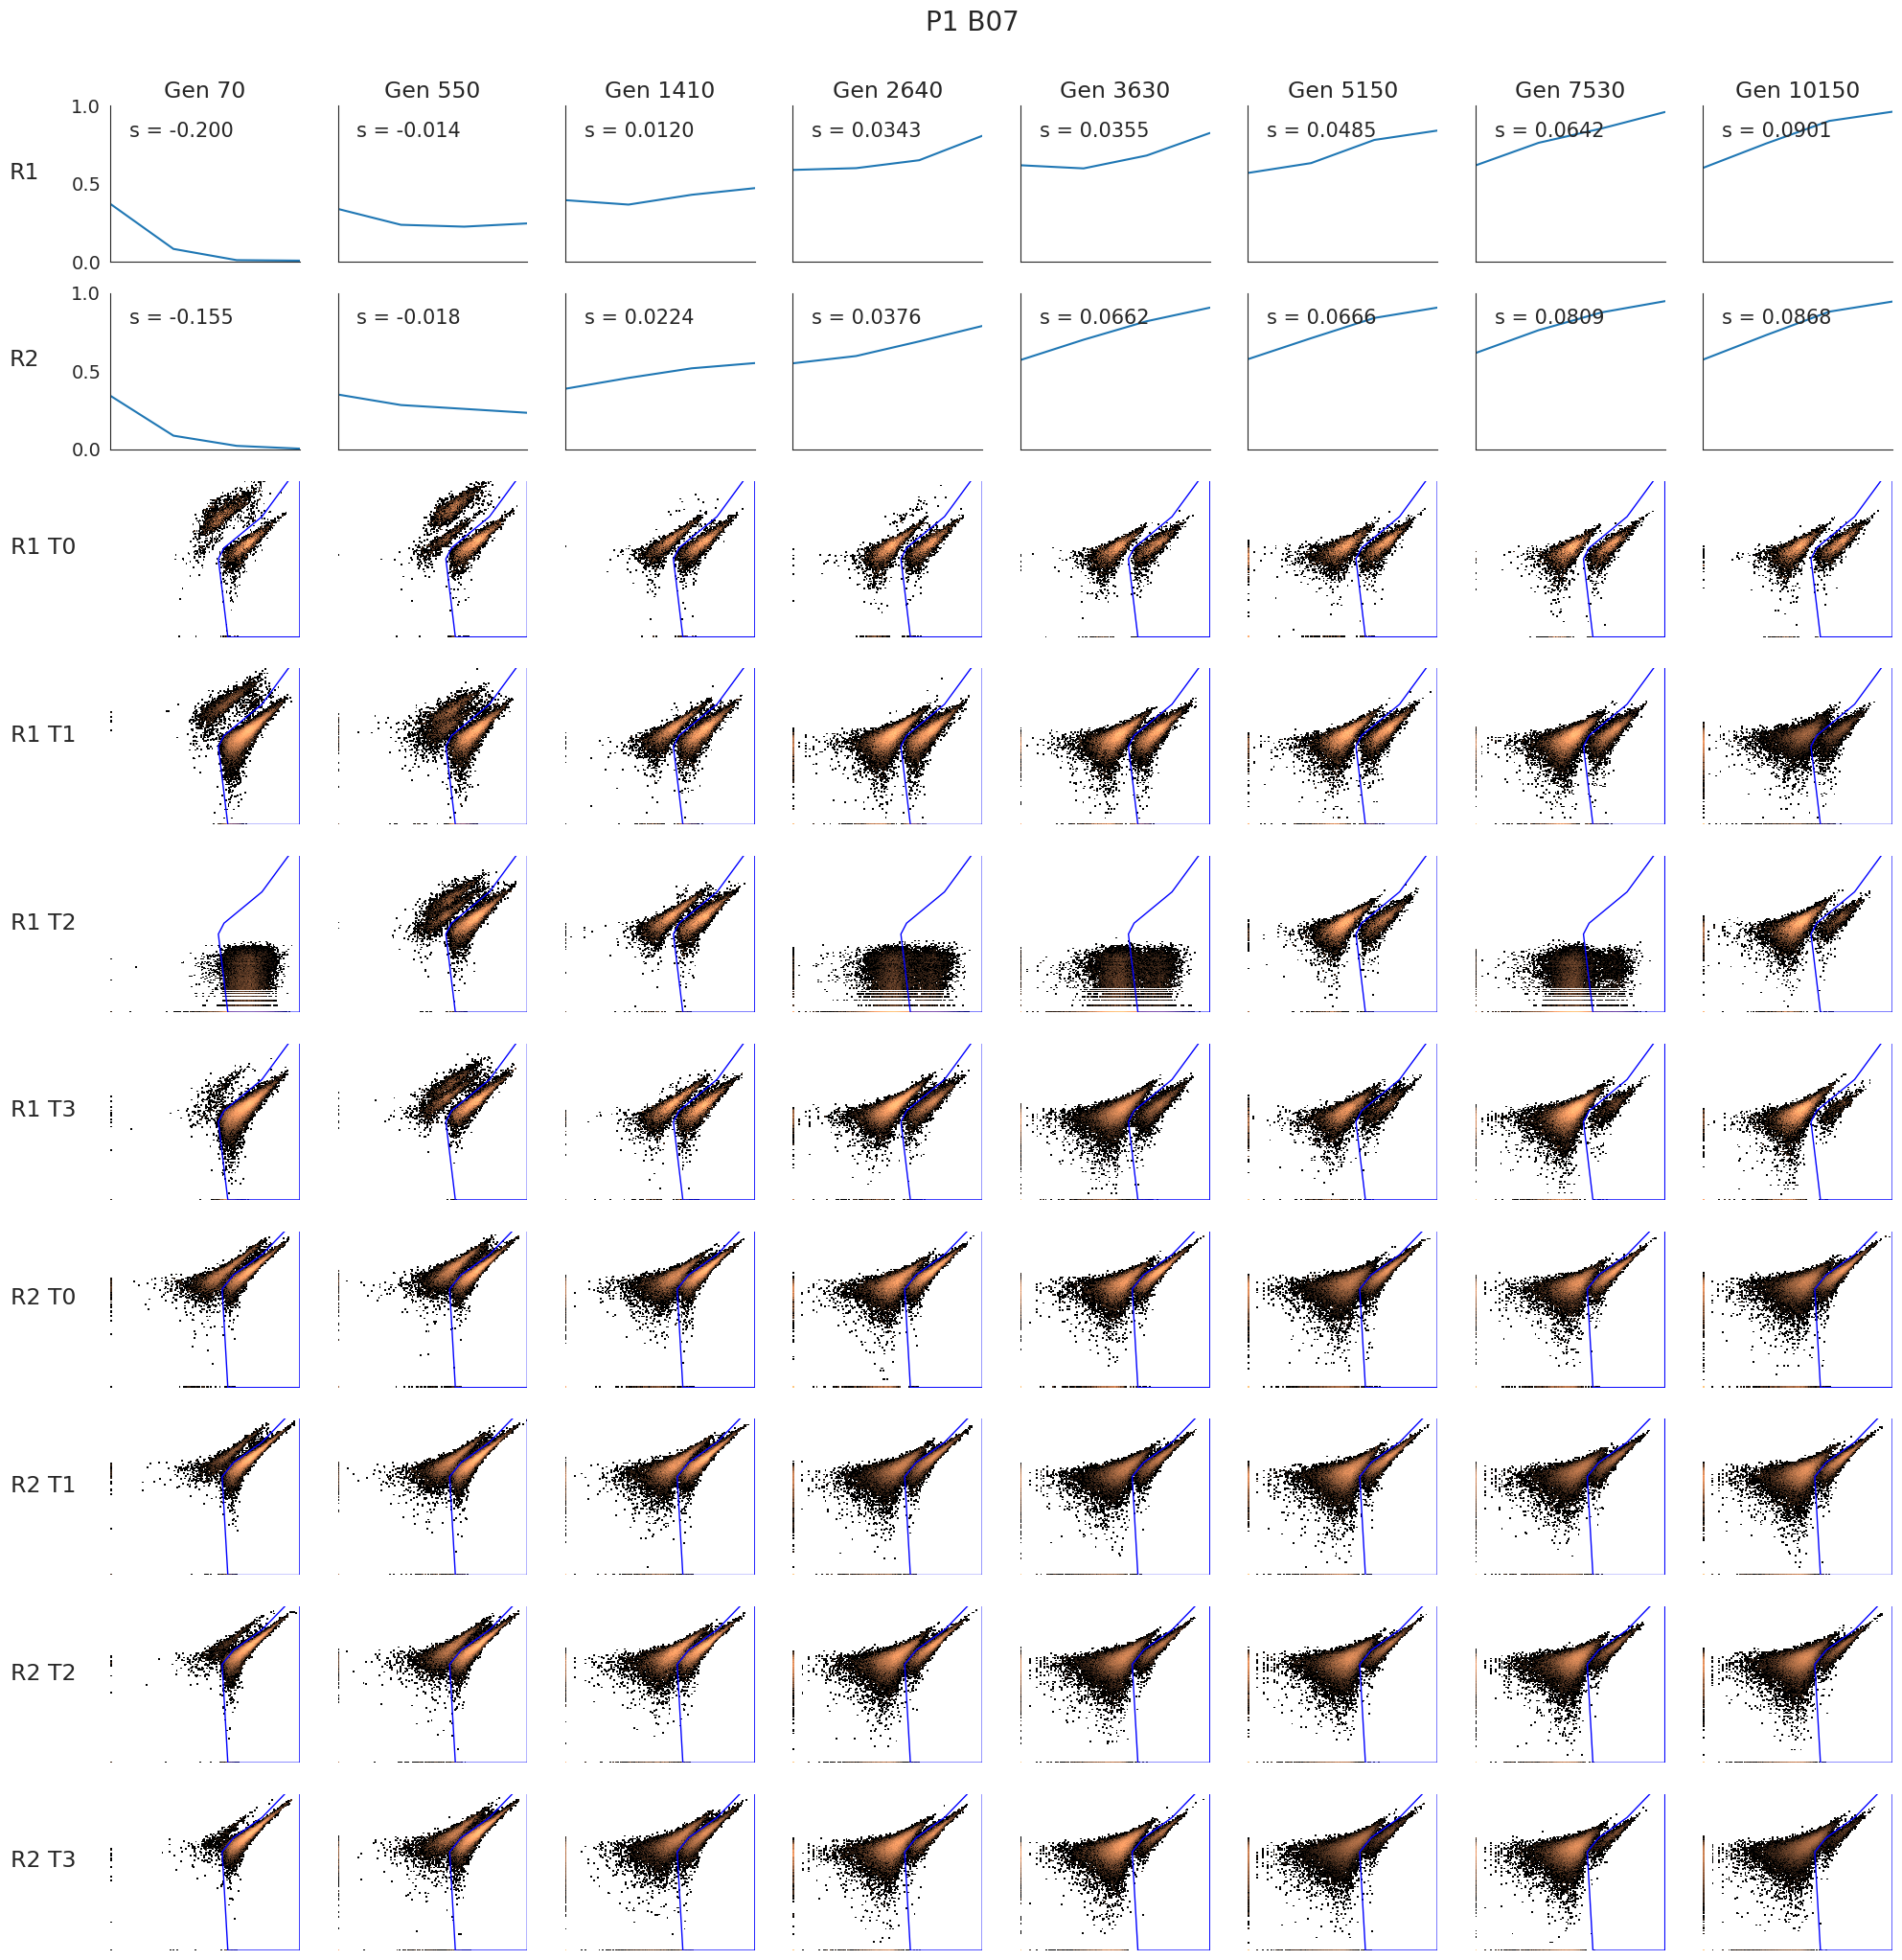 P1 B07
Gen 70 Gen 550 Gen 1410 Gen 2640 Gen 3630 Gen 5150 Gen 7530 Gen 10150
1.0
s = -0.200 s = -0.014 s = 0.0120 s = 0.0343 s = 0.0355 s = 0.0485 s = 0.0642 s = 0.0901
R1
0.5
0.0
1.0
s = -0.155 s = -0.018 s = 0.0224 s = 0.0376 s = 0.0662 s = 0.0666 s = 0.0809 s = 0.0868
R2
0.5
0.0
R1 T0
R1 T1
R1 T2
R1 T3
R2 T0
R2 T1
R2 T2
R2 T3